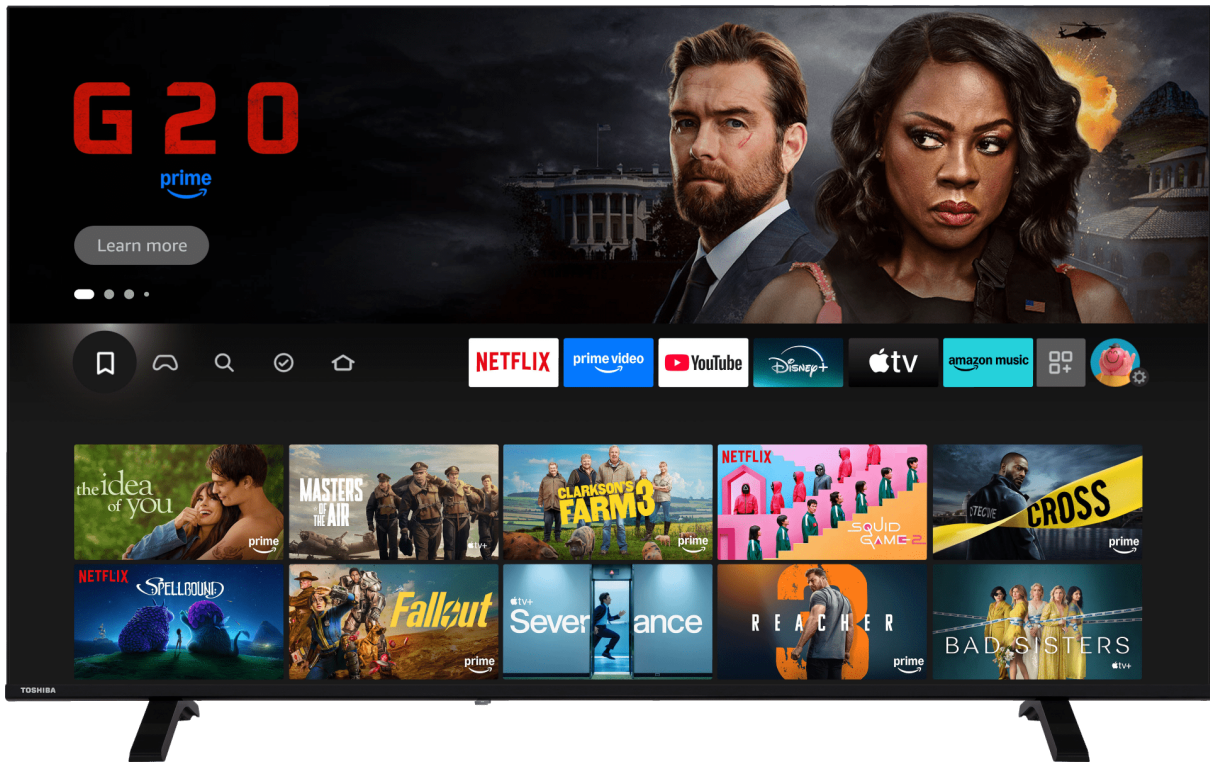 G20
prime
Learn more
NETFLIX
prime video
YouTube
Disney+
tv
amazon music
the idea
of you
prime
MASTERS
OF THE
AIR
tv+
CLARKSON'S
FARM3
prime
NETFLIX
SQUID
GAME 2
DETECTIVE
CROSS
prime
NETFLIX
SPELLBOUND
Fallout
prime
tv+
Severance
3
REACHER
prime
BAD SISTERS
tv+
TOSHIBA